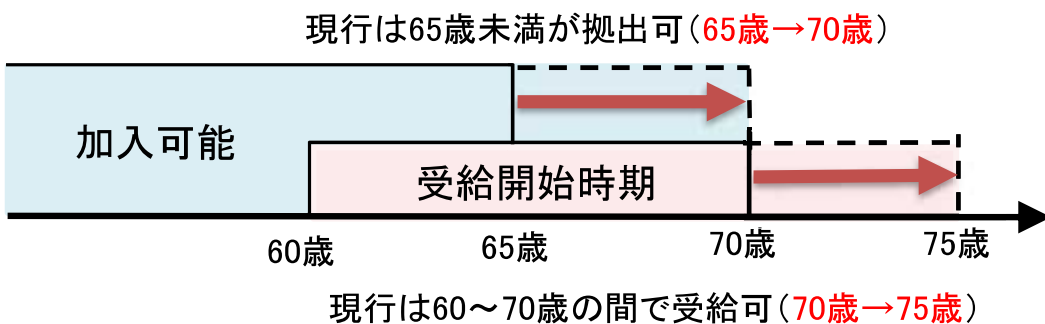 現行は65歳未満が拠出可（65歳→70歳）
加入可能
受給開始時期
60歳
65歳
70歳
75歳
現行は60～70歳の間で受給可（70歳→75歳）